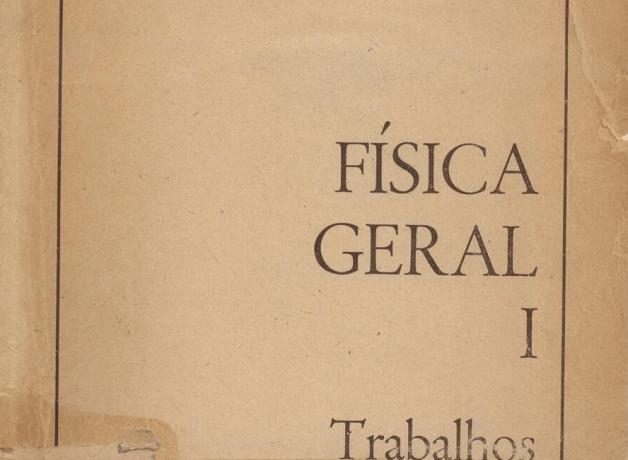 FÍSICA
GERAL
I
Trabalhos